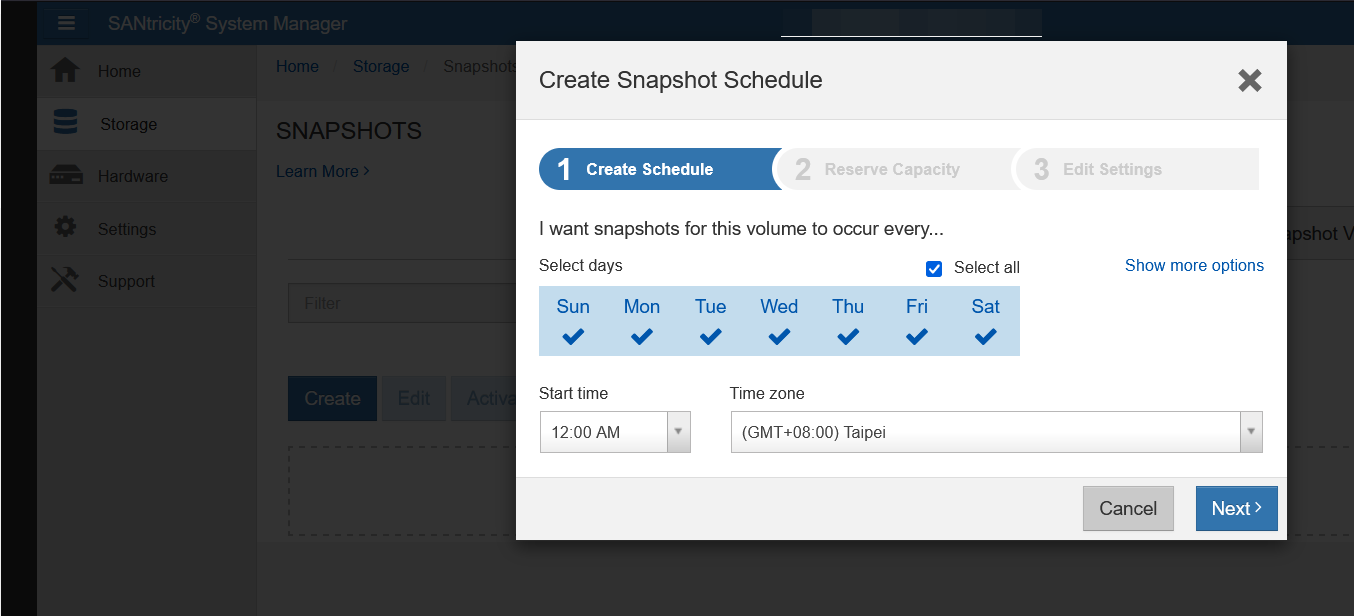 SANtricity® System Manager
Home
Storage
Hardware
Settings
Support
Home / Storage / Snapshots
SNAPSHOTS
Learn More >
Filter
Create Edit
Create Snapshot Schedule
1 Create Schedule 2 Reserve Capacity 3 Edit Settings
I want snapshots for this volume to occur every...
Select days Select all Show more options
Sun Mon Tue Wed Thu Fri Sat
Start time Time zone
12:00 AM (GMT+08:00) Taipei
Cancel Next >